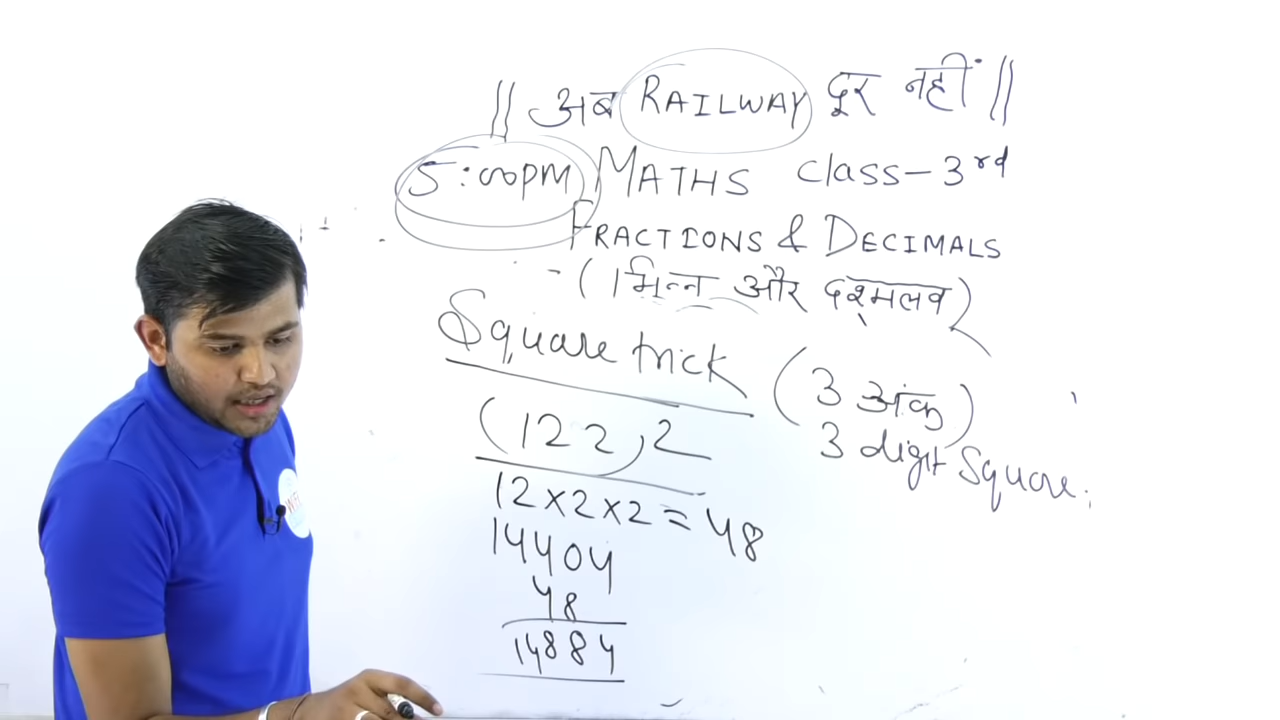 || अब RAILWAY दूर नहीं ||
5:00PM MATHS Class-3rd
FRACTIONS & DECIMALS
(भिन्न और दशमलव)
Square trick
(3 अंक)
3 digit Square.
(122)2
12×2×2=48
14404
48
14884